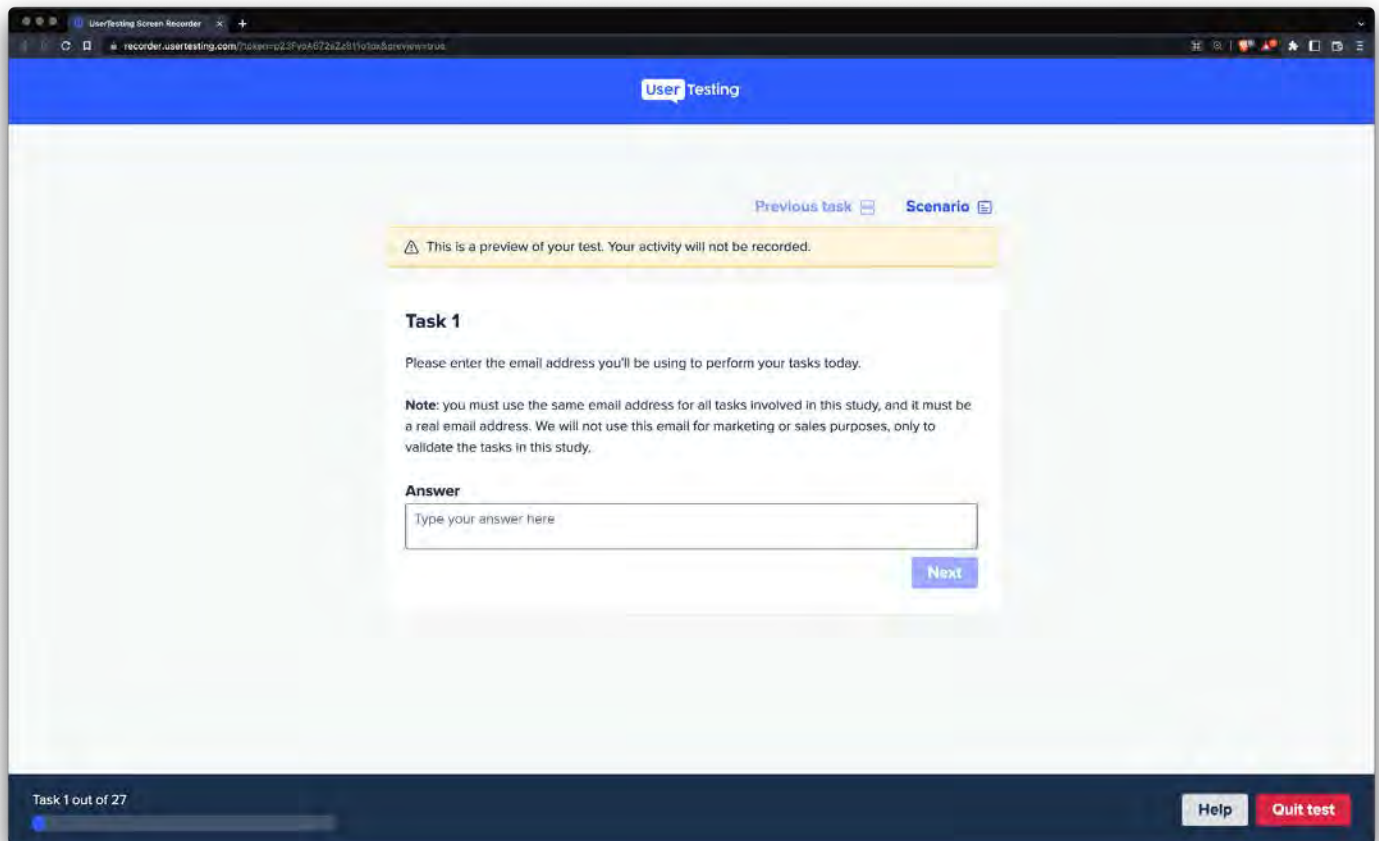 UserTesting Screen Recorder
recorder.usertesting.com/
User Testing
Previous task
Scenario
This is a preview of your test. Your activity will not be recorded.
Task 1
Please enter the email address you'll be using to perform your tasks today.
Note: you must use the same email address for all tasks involved in this study, and it must be
a real email address. We will not use this email for marketing or sales purposes, only to
validate the tasks in this study.
Answer
Type your answer here
Next
Task 1 out of 27
Help
Quit test